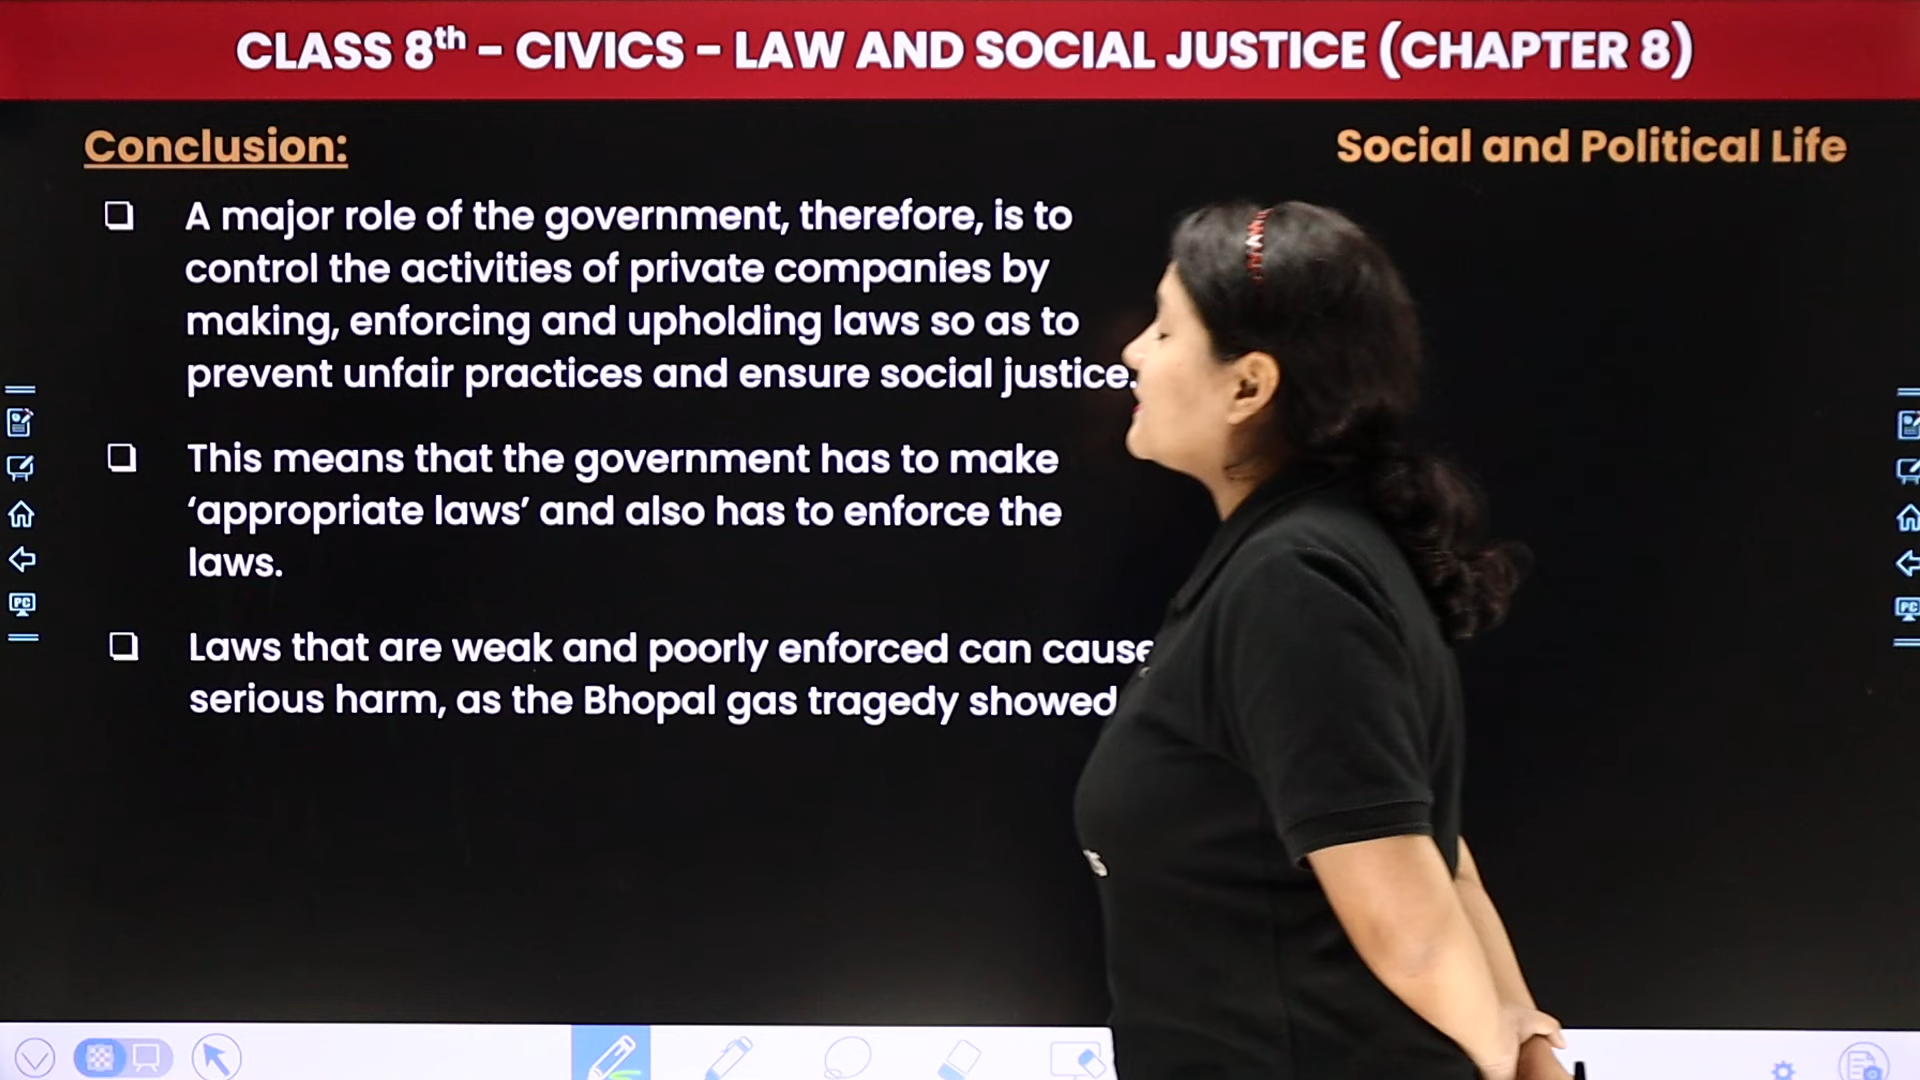 CLASS 8th - CIVICS - LAW AND SOCIAL JUSTICE (CHAPTER 8)
Conclusion:
Social and Political Life
❑ A major role of the government, therefore, is to
control the activities of private companies by
making, enforcing and upholding laws so as to
prevent unfair practices and ensure social justice.
❑ This means that the government has to make
‘appropriate laws’ and also has to enforce the
laws.
❑ Laws that are weak and poorly enforced can cause
serious harm, as the Bhopal gas tragedy showed
PC
PC